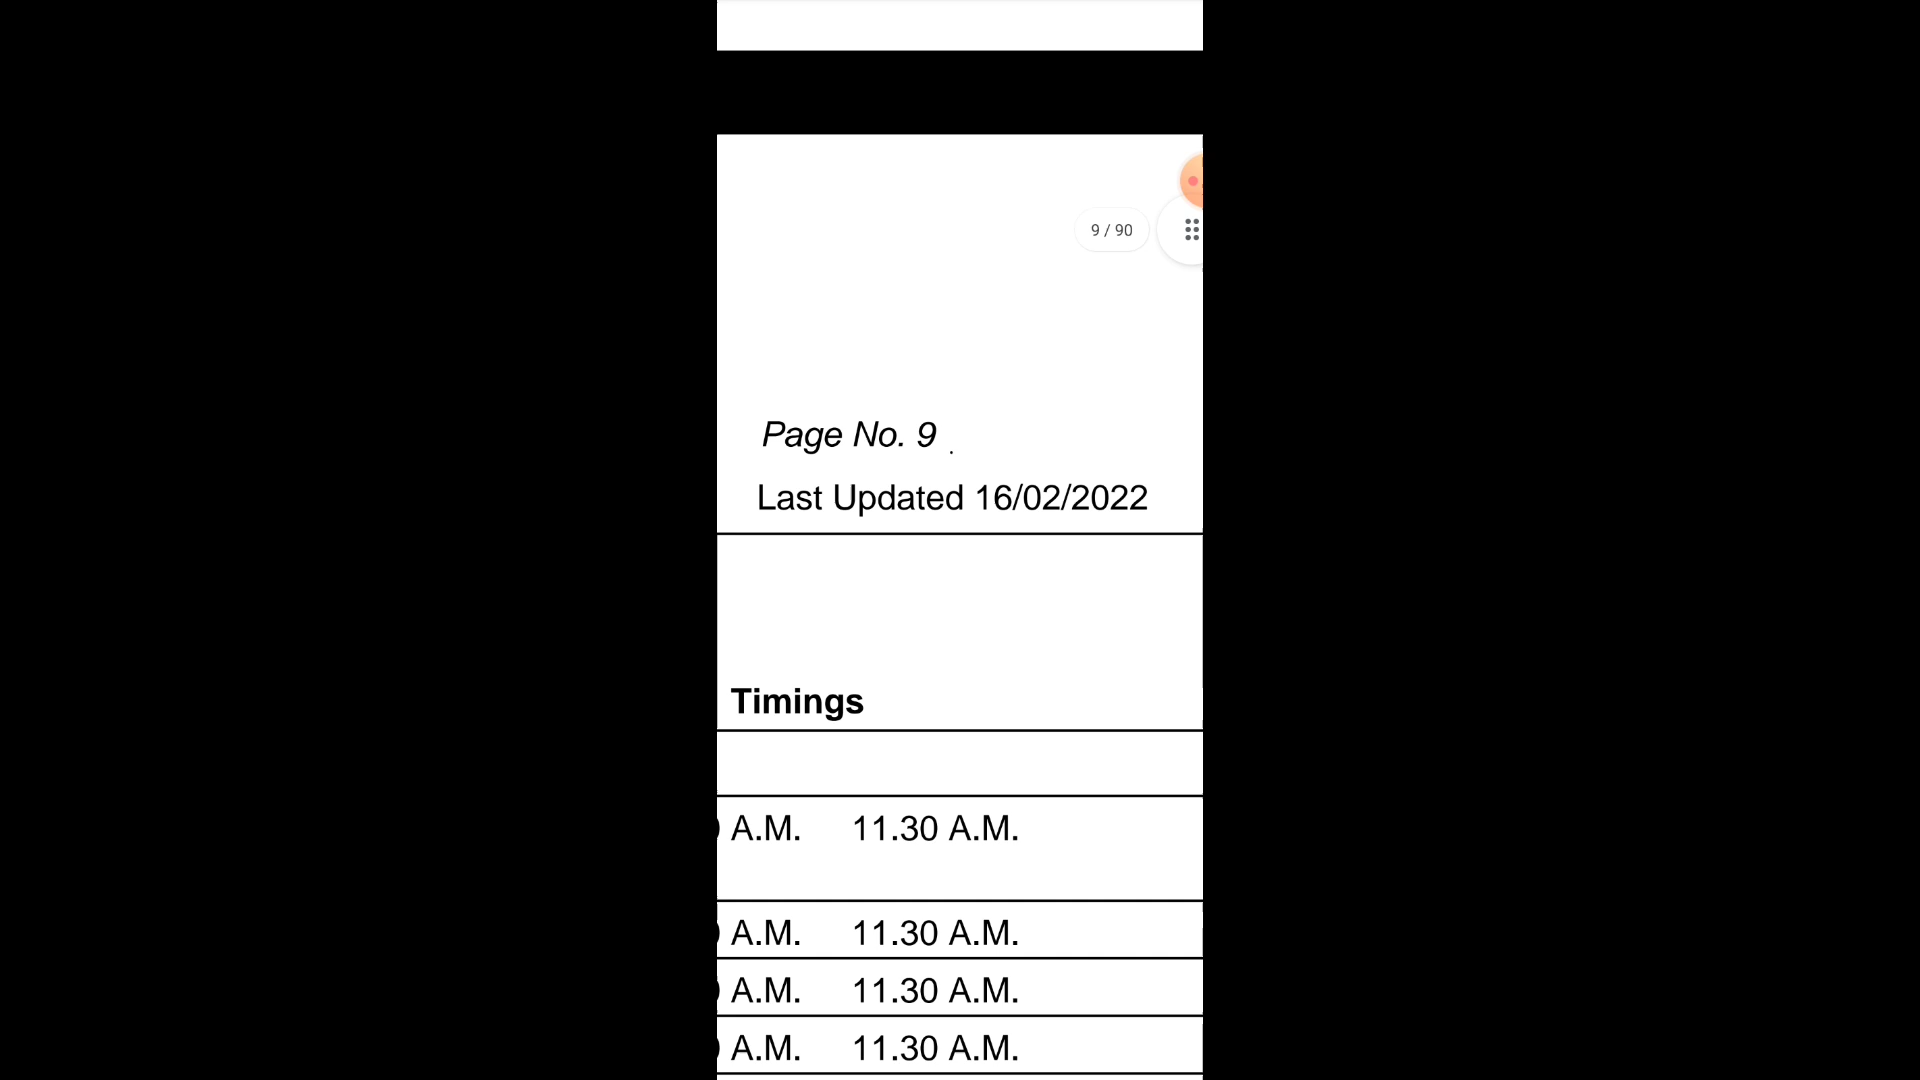 9 / 90
Page No. 9 .
Last Updated 16/02/2022
Timings
A.M. 11.30 A.M.
A.M. 11.30 A.M.
A.M. 11.30 A.M.
A.M. 11.30 A.M.